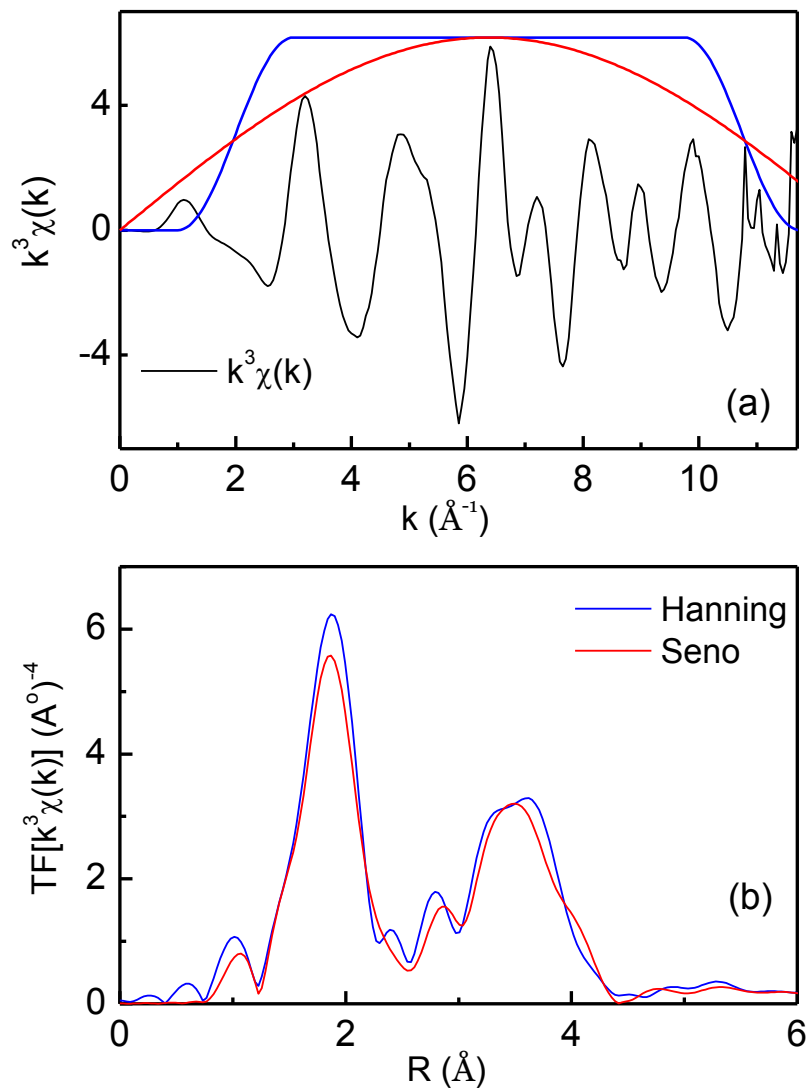 4
0
-4
k³χ(k)
k³χ(k)
(a)
0 2 4 6 8 10
k (Å⁻¹)
6
4
2
0
TF[k³χ(k)] (Aº)⁻⁴
Hanning
Seno
(b)
0 2 4 6
R (Å)